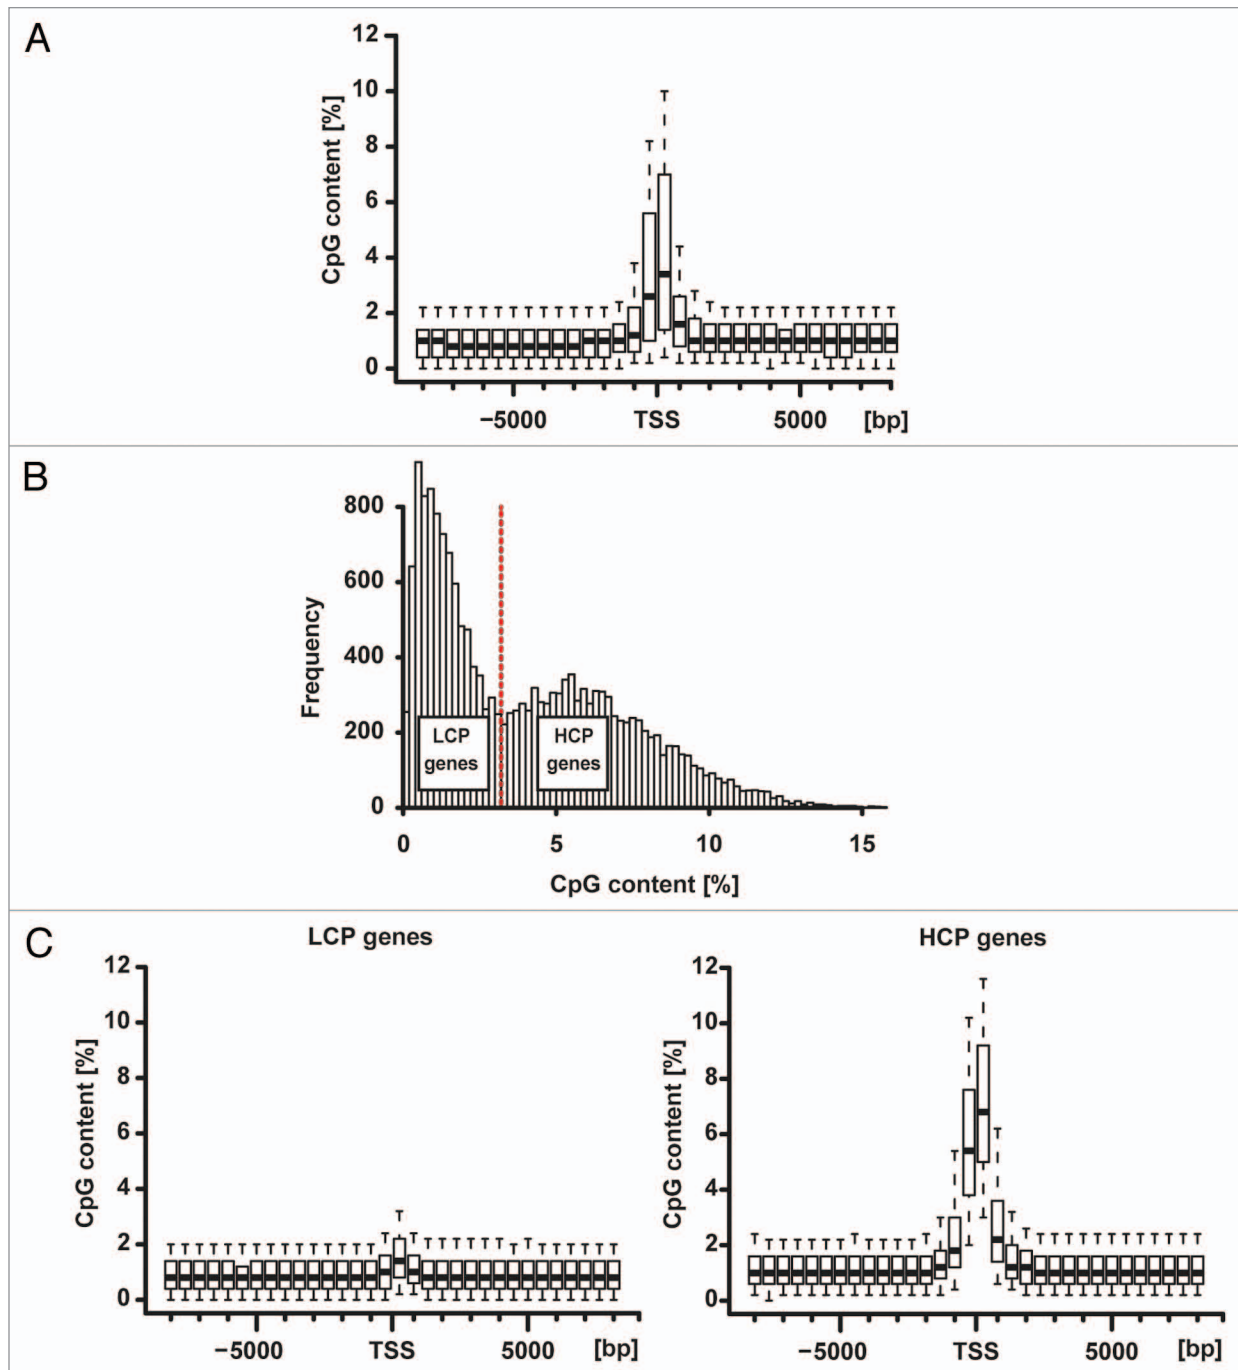 A
CpG content [%]
12
10
8
6
4
2
0
−5000 TSS 5000 [bp]
B
Frequency
800
600
400
200
0
LCP
genes
HCP
genes
0 5 10 15
CpG content [%]
C
LCP genes
CpG content [%]
12
10
8
6
4
2
0
−5000 TSS 5000 [bp]
HCP genes
CpG content [%]
12
10
8
6
4
2
0
−5000 TSS 5000 [bp]